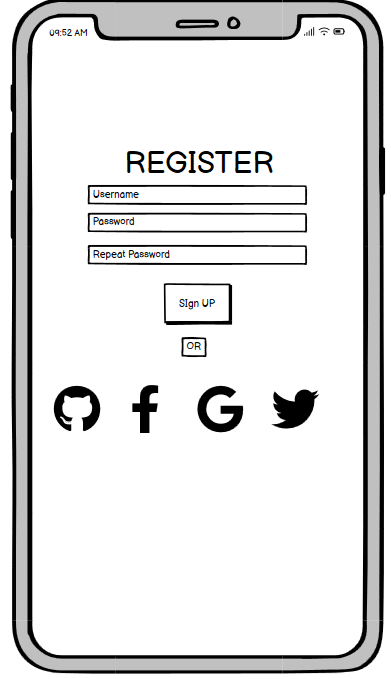 09:52 AM
REGISTER
Username
Password
Repeat Password
SIgn UP
OR